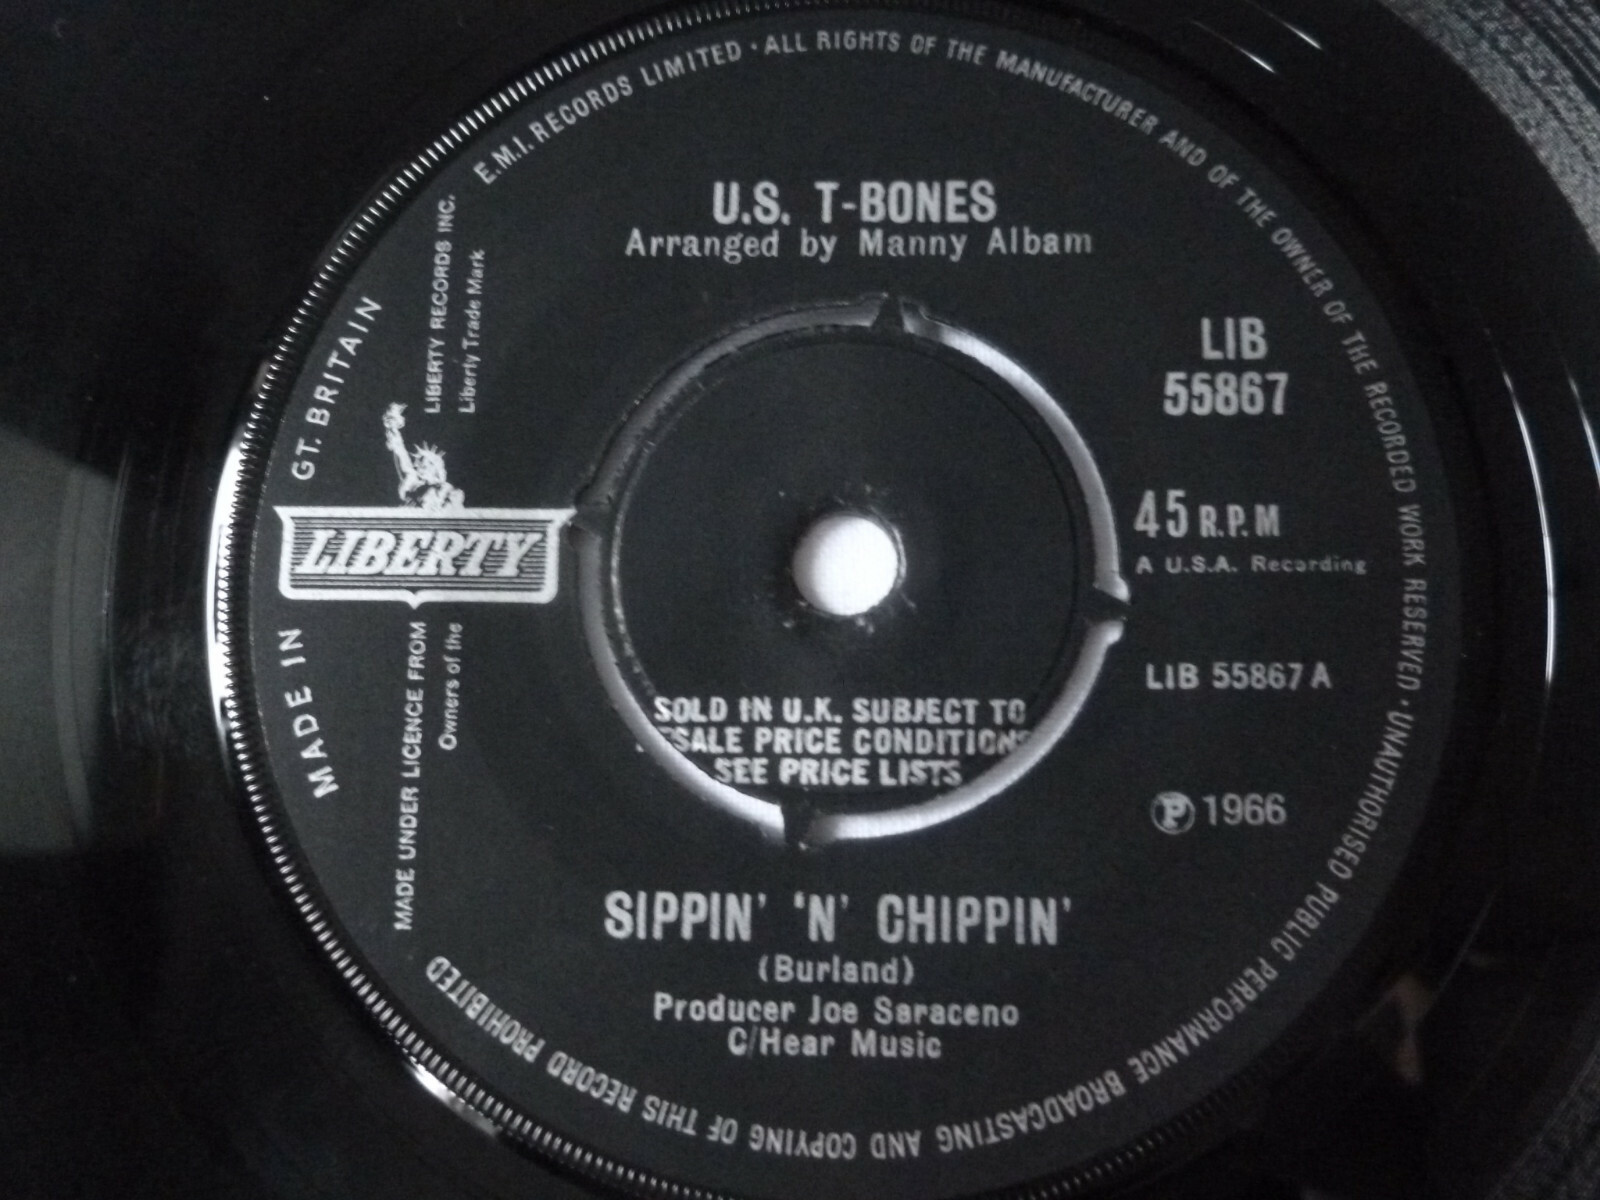 E.M.I. RECORDS LIMITED · ALL RIGHTS OF THE MANUFACTURER AND OF THE OWNER OF THE RECORDED WORK RESERVED · UNAUTHORISED PUBLIC PERFORMANCE BROADCASTING AND COPYING OF THIS RECORD PROHIBITED
MADE IN GT. BRITAIN
U.S. T-BONES
Arranged by Manny Albam
LIBERTY RECORDS INC.
Liberty Trade Mark
LIBERTY
MADE UNDER LICENCE FROM
Owners of the
LIB
55867
45 R.P.M
A U.S.A. Recording
LIB 55867 A
SOLD IN U.K. SUBJECT TO
SALE PRICE CONDITIONS
SEE PRICE LISTS
Ⓟ 1966
SIPPIN' 'N' CHIPPIN'
(Burland)
Producer Joe Saraceno
C/Hear Music